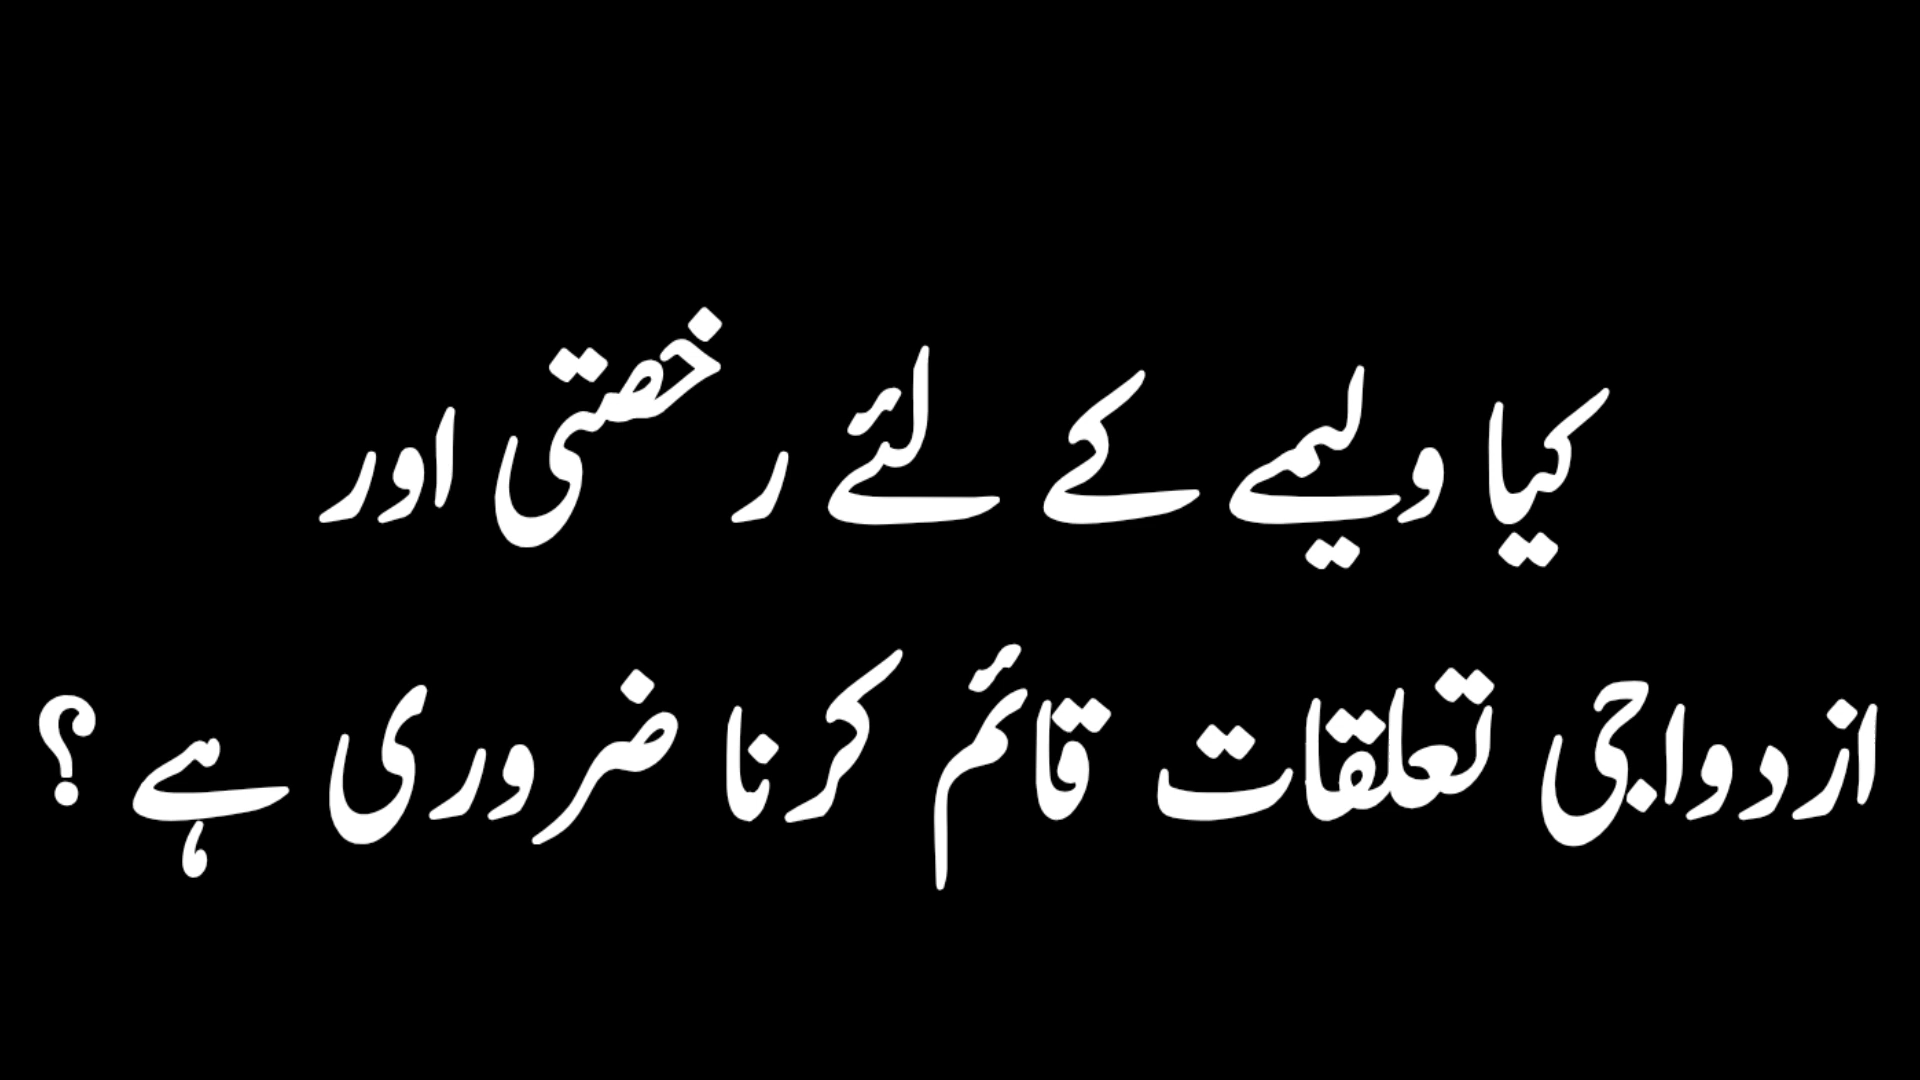 کیا ولیمے کے لئے رخصتی اور
ازدواجی تعلقات قائم کرنا ضروری ہے ؟